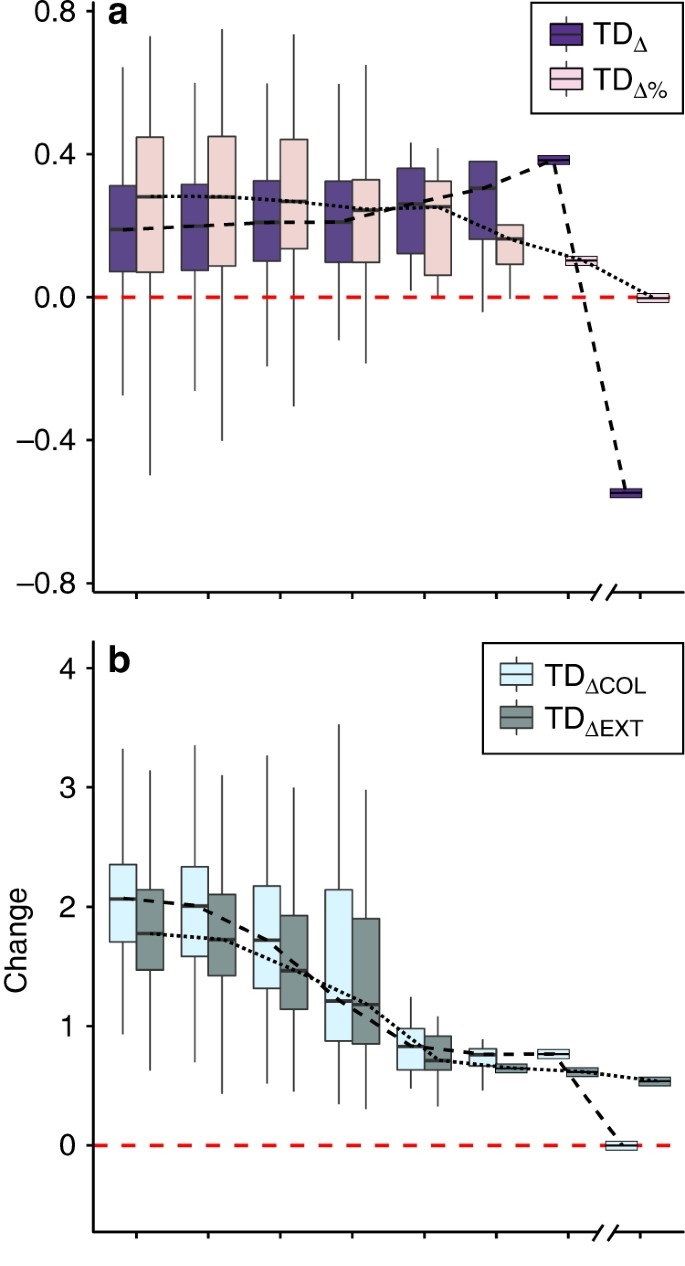 a
0.8
0.4
0.0
–0.4
–0.8
TDΔ
TDΔ%
b
4
3
2
1
0
Change
TDΔCOL
TDΔEXT